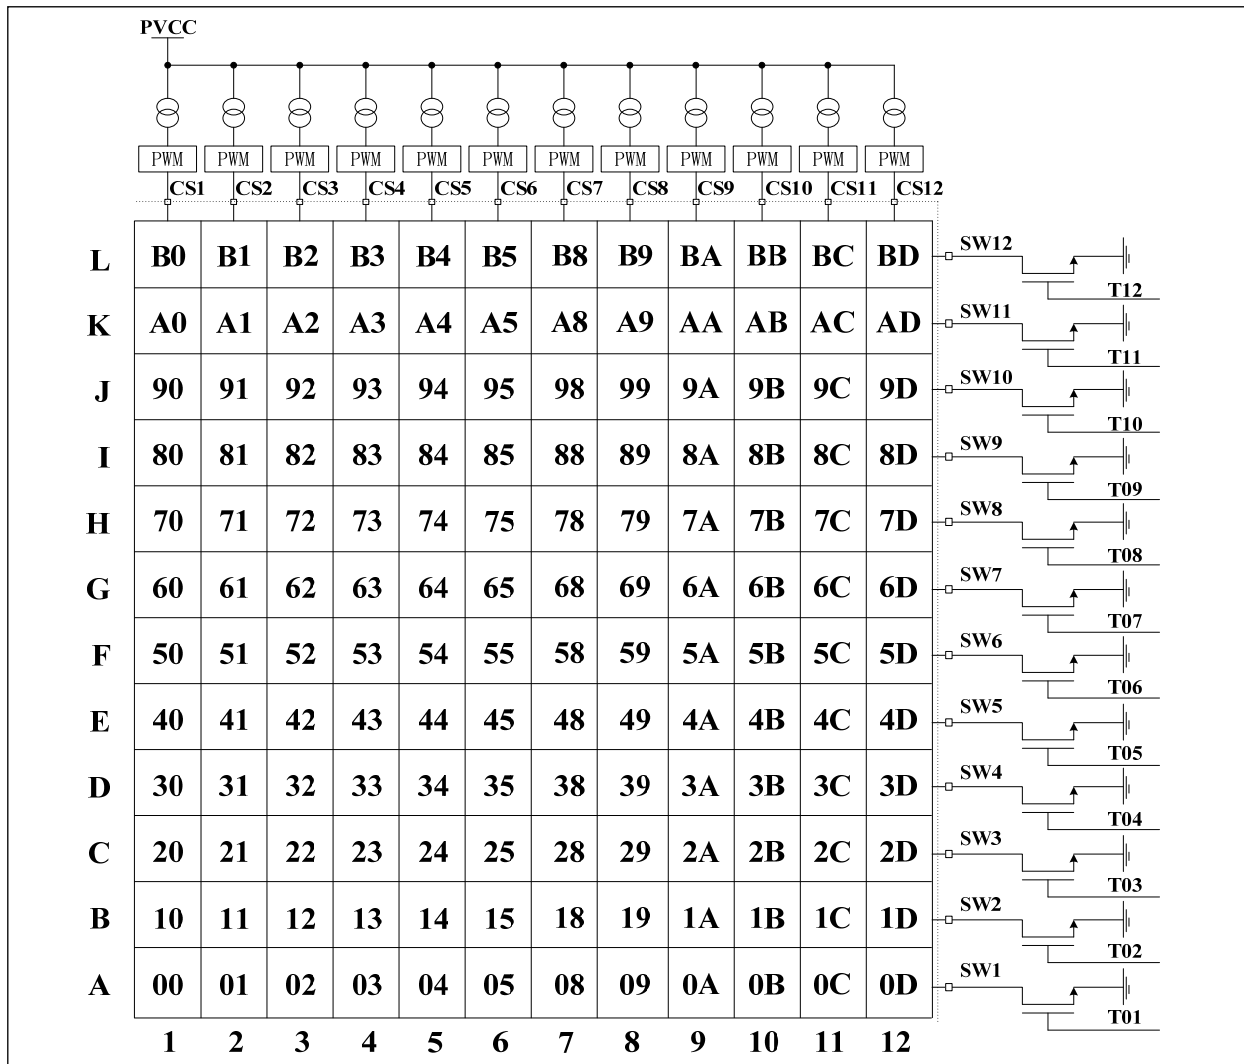 PVCC
PWM PWM PWM PWM PWM PWM PWM PWM PWM PWM PWM PWM
CS1 CS2 CS3 CS4 CS5 CS6 CS7 CS8 CS9 CS10 CS11 CS12
L B0 B1 B2 B3 B4 B5 B8 B9 BA BB BC BD SW12
T12
K A0 A1 A2 A3 A4 A5 A8 A9 AA AB AC AD SW11
T11
J 90 91 92 93 94 95 98 99 9A 9B 9C 9D SW10
T10
I 80 81 82 83 84 85 88 89 8A 8B 8C 8D SW9
T09
H 70 71 72 73 74 75 78 79 7A 7B 7C 7D SW8
T08
G 60 61 62 63 64 65 68 69 6A 6B 6C 6D SW7
T07
F 50 51 52 53 54 55 58 59 5A 5B 5C 5D SW6
T06
E 40 41 42 43 44 45 48 49 4A 4B 4C 4D SW5
T05
D 30 31 32 33 34 35 38 39 3A 3B 3C 3D SW4
T04
C 20 21 22 23 24 25 28 29 2A 2B 2C 2D SW3
T03
B 10 11 12 13 14 15 18 19 1A 1B 1C 1D SW2
T02
A 00 01 02 03 04 05 08 09 0A 0B 0C 0D SW1
T01
1 2 3 4 5 6 7 8 9 10 11 12